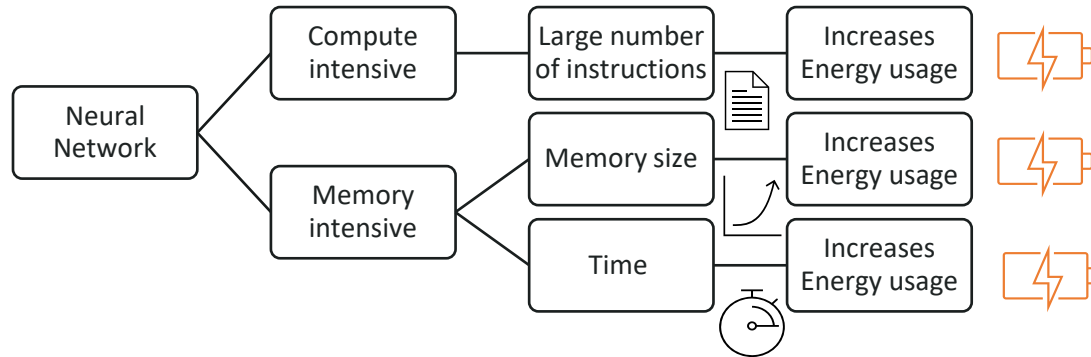 Neural
Network
Compute
intensive
Large number
of instructions
Increases
Energy usage
Memory
intensive
Memory size
Increases
Energy usage
Time
Increases
Energy usage